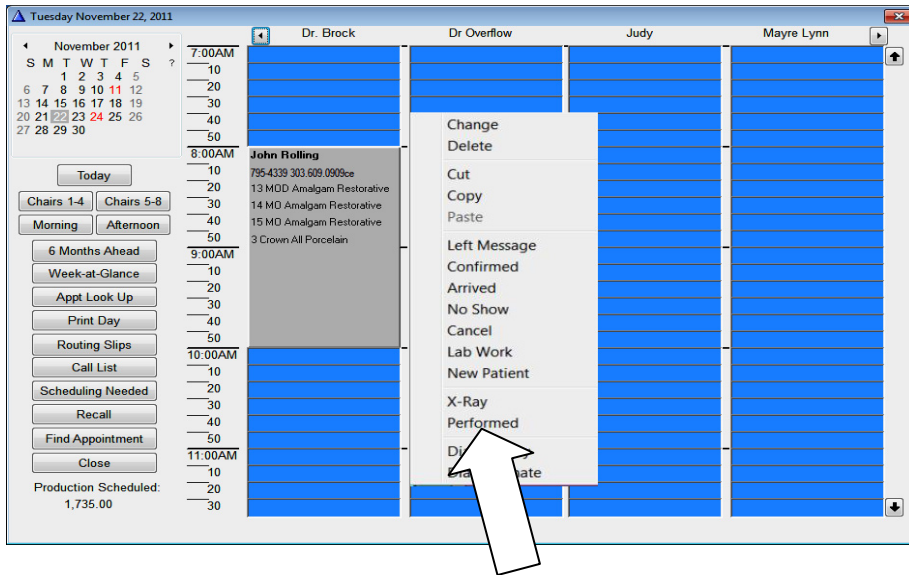 Tuesday November 22, 2011
November 2011
S M T W T F S ?
1 2 3 4 5
6 7 8 9 10 11 12
13 14 15 16 17 18 19
20 21 22 23 24 25 26
27 28 29 30
Today
Chairs 1-4 Chairs 5-8
Morning Afternoon
6 Months Ahead
Week-at-Glance
Appt Look Up
Print Day
Routing Slips
Call List
Scheduling Needed
Recall
Find Appointment
Close
Production Scheduled:
1,735.00
Dr. Brock Dr Overflow Judy Mayre Lynn
7:00AM
10
20
30
40
50
8:00AM
10
20
30
40
50
9:00AM
10
20
30
40
50
10:00AM
10
20
30
40
50
11:00AM
10
20
30
John Rolling
795-4339 303.609.0909ce
13 MOD Amalgam Restorative
14 MO Amalgam Restorative
15 MO Amalgam Restorative
3 Crown All Porcelain
Change
Delete
Cut
Copy
Paste
Left Message
Confirmed
Arrived
No Show
Cancel
Lab Work
New Patient
X-Ray
Performed